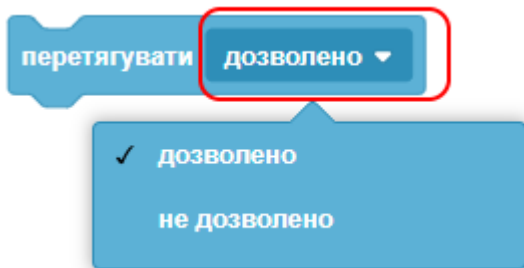 перетягувати дозволено
дозволено
не дозволено